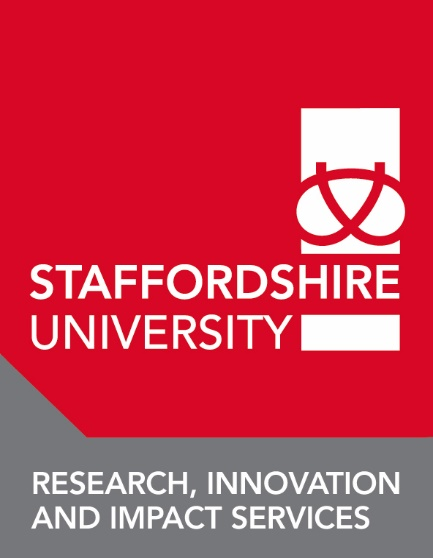 STAFFORDSHIRE
UNIVERSITY
RESEARCH, INNOVATION
AND IMPACT SERVICES